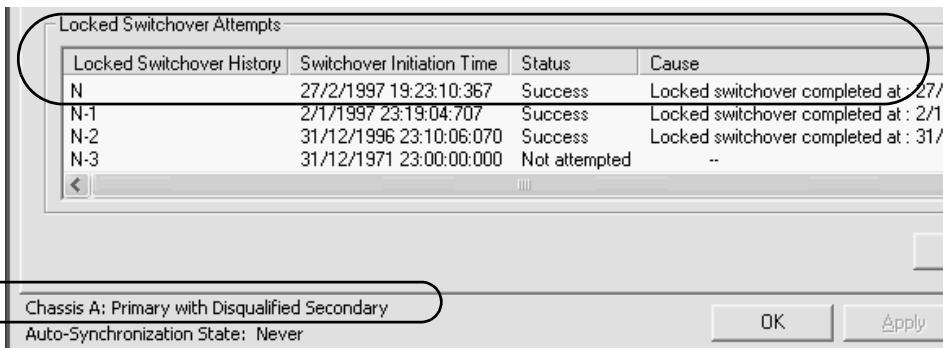 Locked Switchover Attempts
Locked Switchover History Switchover Initiation Time Status Cause
N 27/2/1997 19:23:10:367 Success Locked switchover completed at : 27/
N-1 2/1/1997 23:19:04:707 Success Locked switchover completed at : 2/1
N-2 31/12/1996 23:10:06:070 Success Locked switchover completed at : 31/
N-3 31/12/1971 23:00:00:000 Not attempted --
Chassis A: Primary with Disqualified Secondary
OK Apply
Auto-Synchronization State: Never